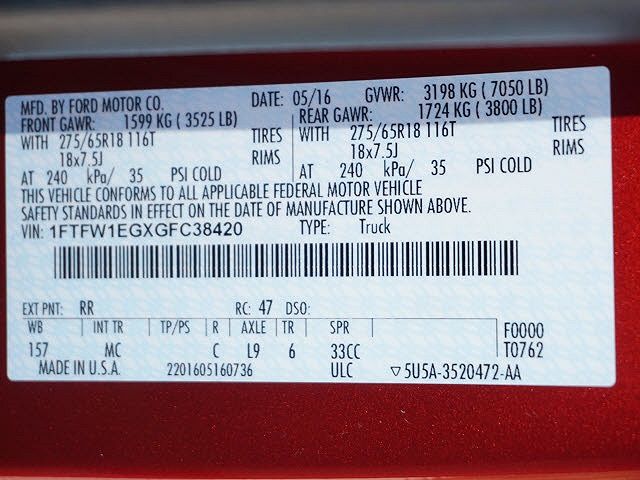 MFD. BY FORD MOTOR CO. DATE: 05/16 GVWR: 3198 KG ( 7050 LB)
FRONT GAWR: 1599 KG ( 3525 LB) REAR GAWR: 1724 KG ( 3800 LB)
WITH 275/65R18 116T TIRES WITH 275/65R18 116T TIRES
18x7.5J RIMS 18x7.5J RIMS
AT 240 kPa/ 35 PSI COLD AT 240 kPa/ 35 PSI COLD
THIS VEHICLE CONFORMS TO ALL APPLICABLE FEDERAL MOTOR VEHICLE
SAFETY STANDARDS IN EFFECT ON THE DATE OF MANUFACTURE SHOWN ABOVE.
VIN: 1FTFW1EGXGFC38420 TYPE: Truck
EXT PNT: RR RC: 47 DSO:
WB INT TR TP/PS R AXLE TR SPR F0000
157 MC C L9 6 33CC T0762
MADE IN U.S.A. 2201605160736 ULC ▽5U5A-3520472-AA